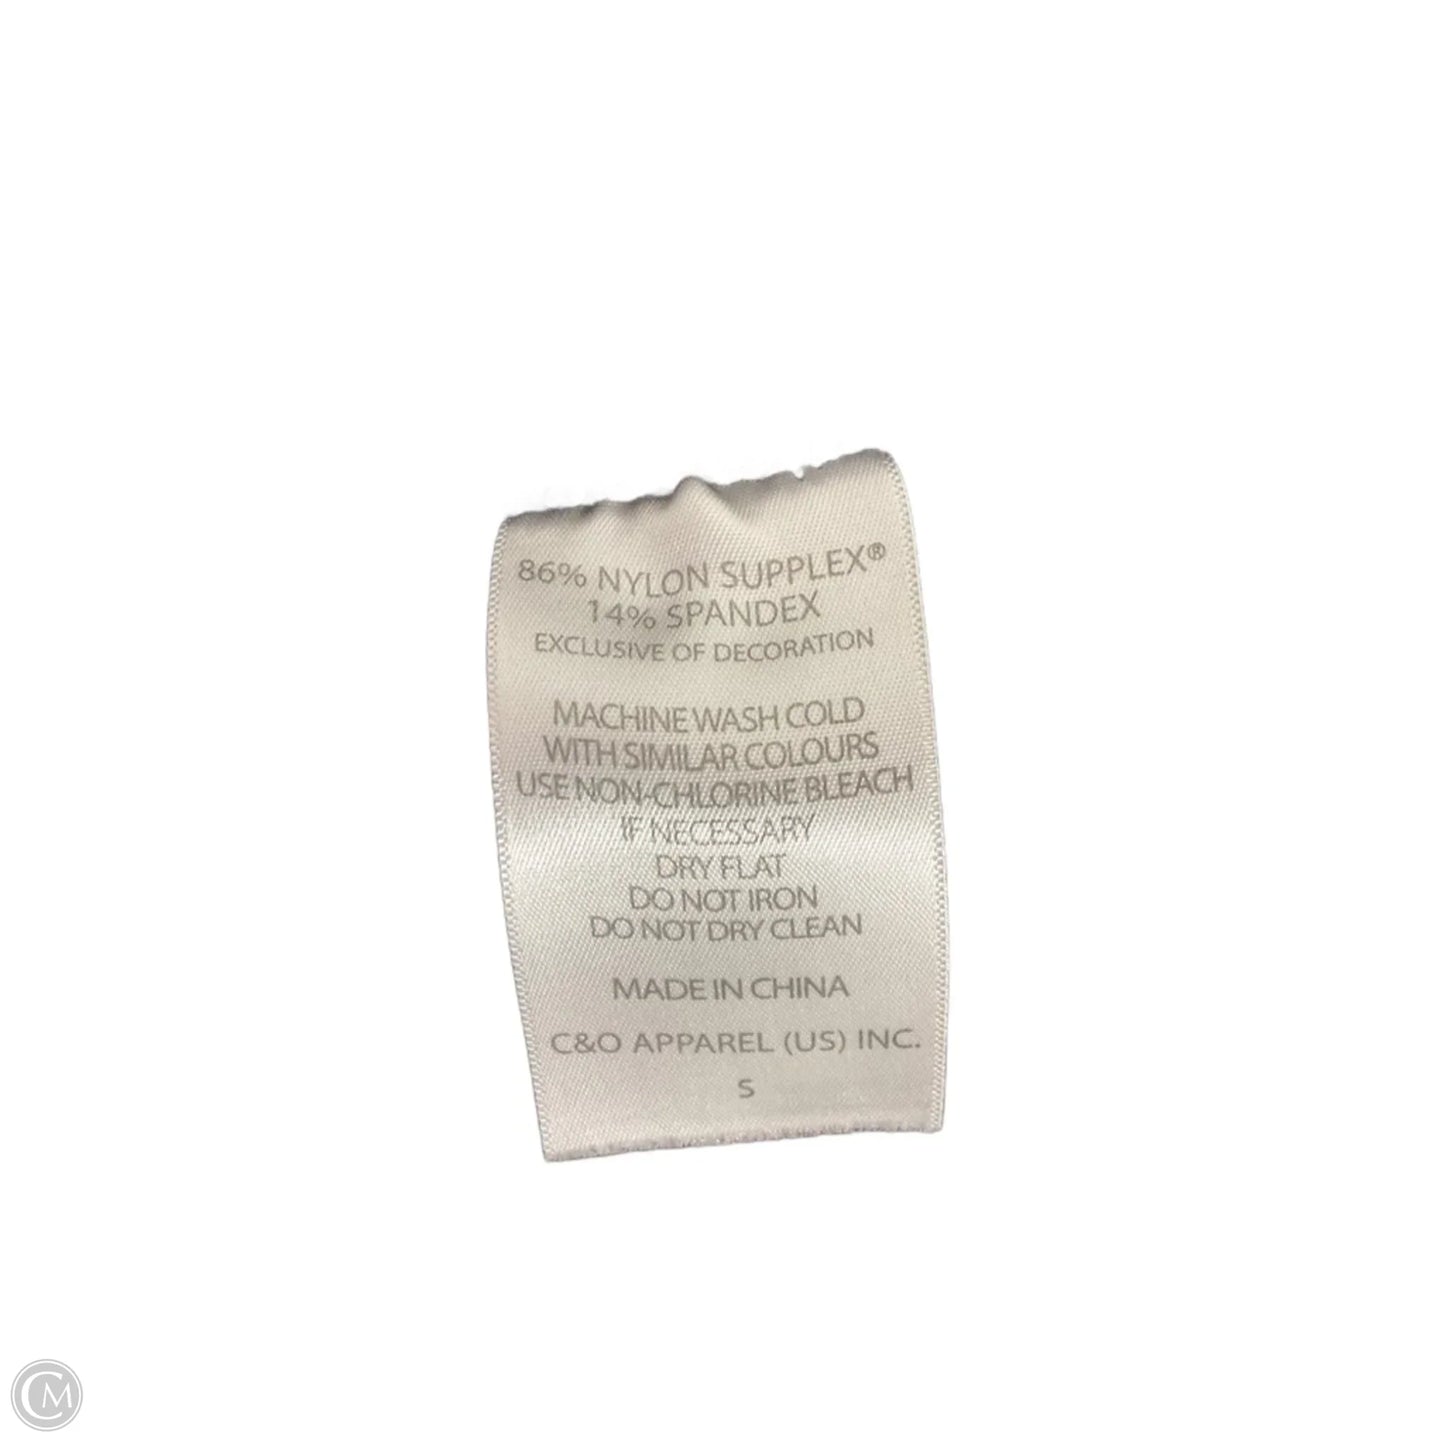 86% NYLON SUPPLEX®
14% SPANDEX
EXCLUSIVE OF DECORATION
MACHINE WASH COLD
WITH SIMILAR COLOURS
USE NON-CHLORINE BLEACH
IF NECESSARY
DRY FLAT
DO NOT IRON
DO NOT DRY CLEAN
MADE IN CHINA
C&O APPAREL (US) INC.
S
CM